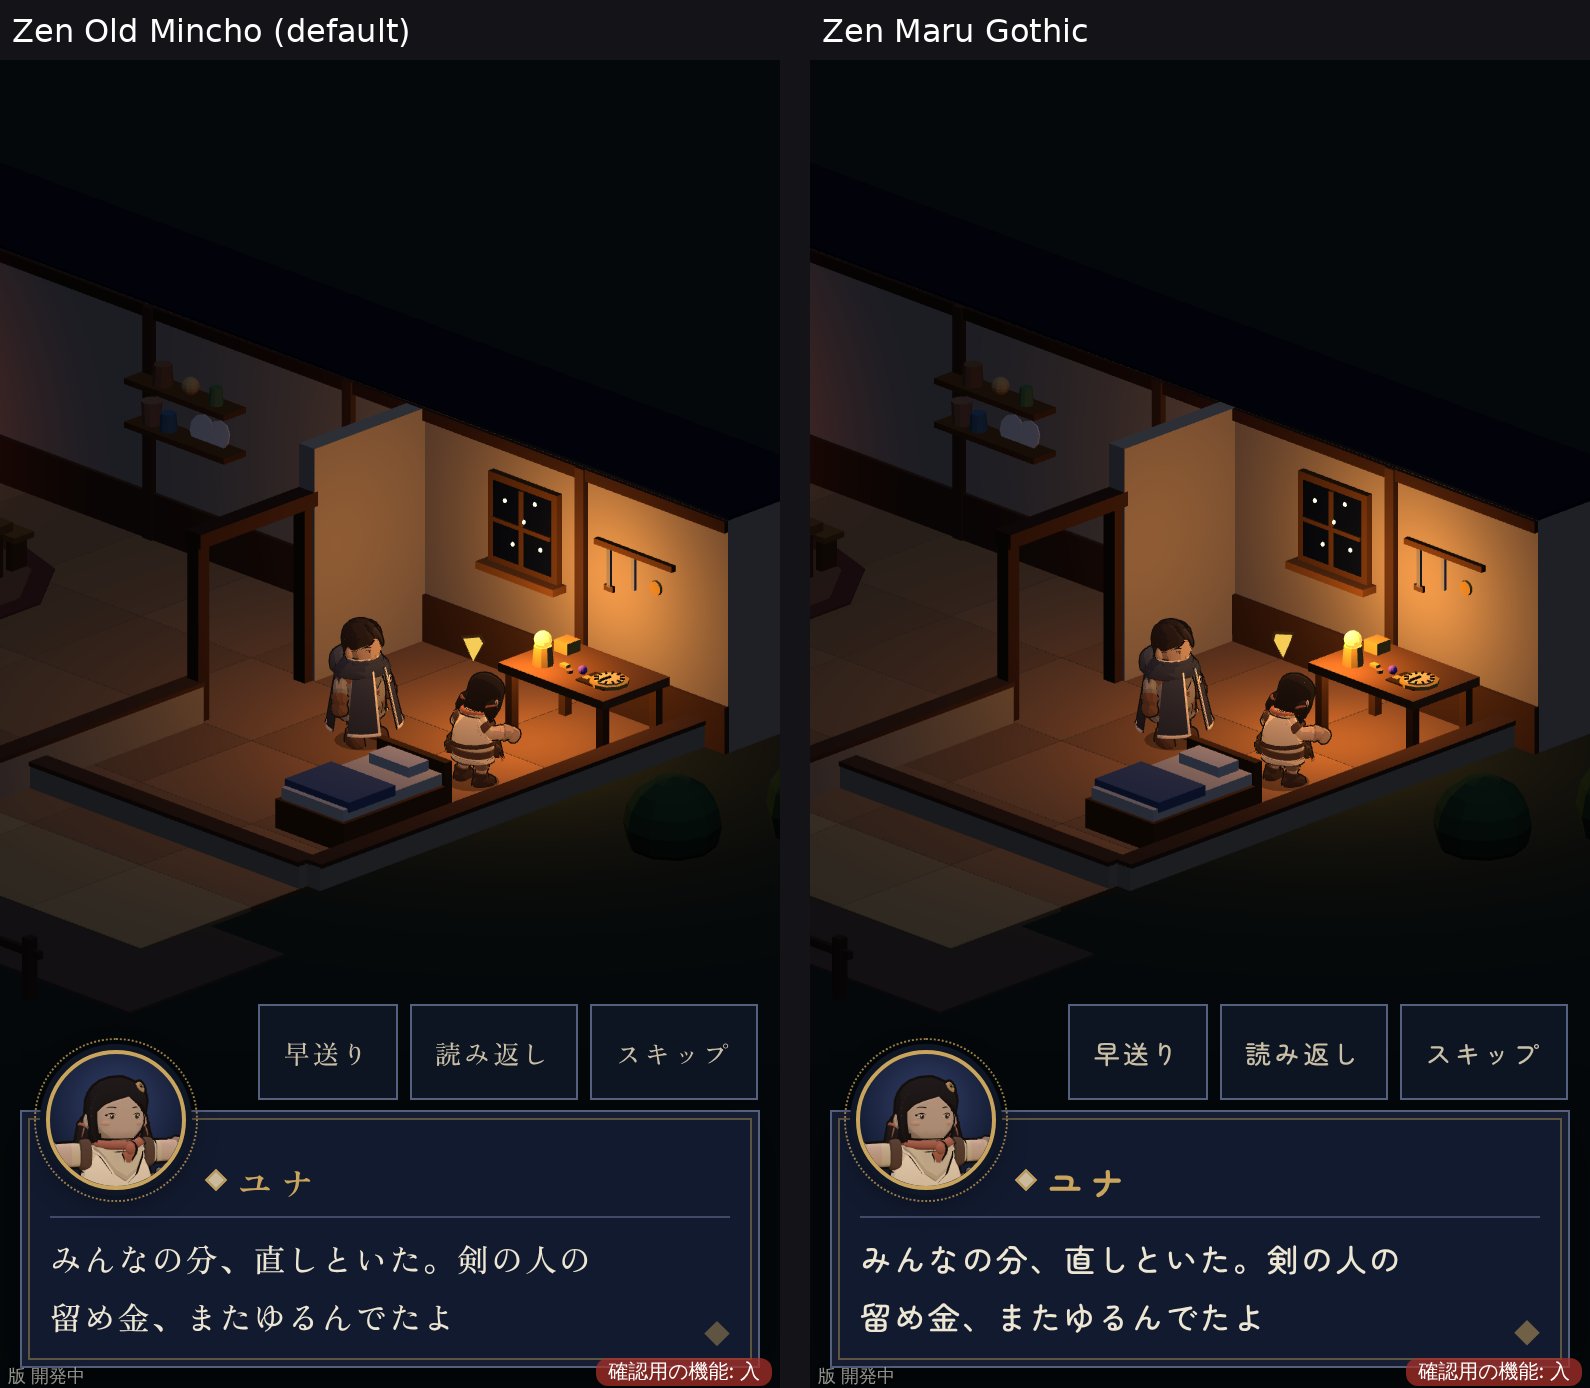 Zen Old Mincho (default)
早送り
読み返し
スキップ
ユナ
みんなの分、直しといた。剣の人の
留め金、またゆるんでたよ
版 開発中
確認用の機能: 入
Zen Maru Gothic
早送り
読み返し
スキップ
ユナ
みんなの分、直しといた。剣の人の
留め金、またゆるんでたよ
版 開発中
確認用の機能: 入